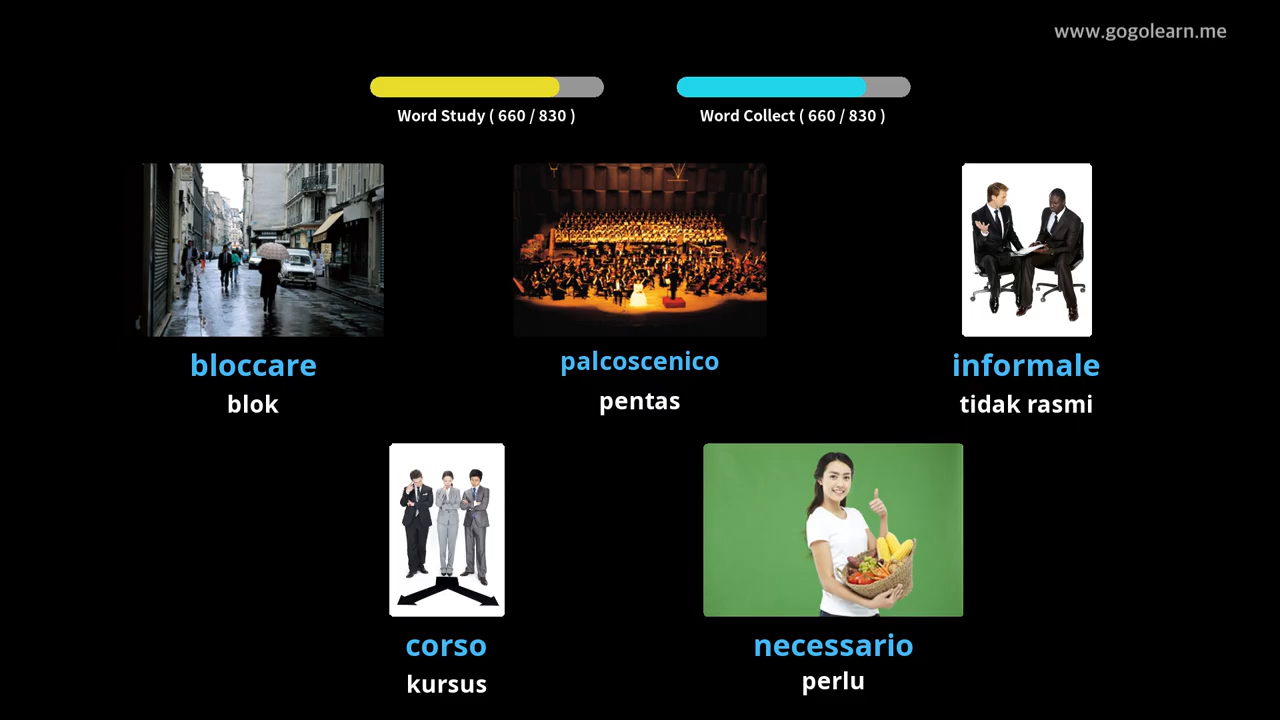 www.gogolearn.me
Word Study ( 660 / 830 )
Word Collect ( 660 / 830 )
bloccare
blok
palcoscenico
pentas
informale
tidak rasmi
corso
kursus
necessario
perlu